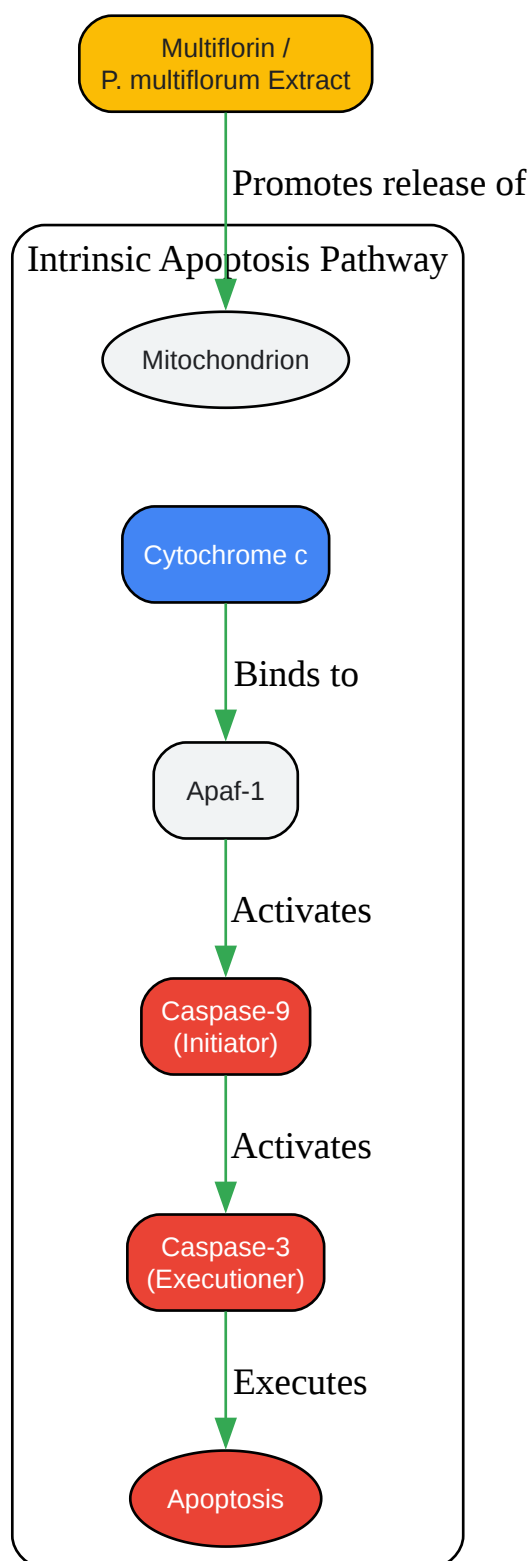 Multiflorin /
P. multiflorum Extract
Promotes release of
Intrinsic Apoptosis Pathway
Mitochondrion
Cytochrome c
Binds to
Apaf-1
Activates
Caspase-9
(Initiator)
Activates
Caspase-3
(Executioner)
Executes
Apoptosis